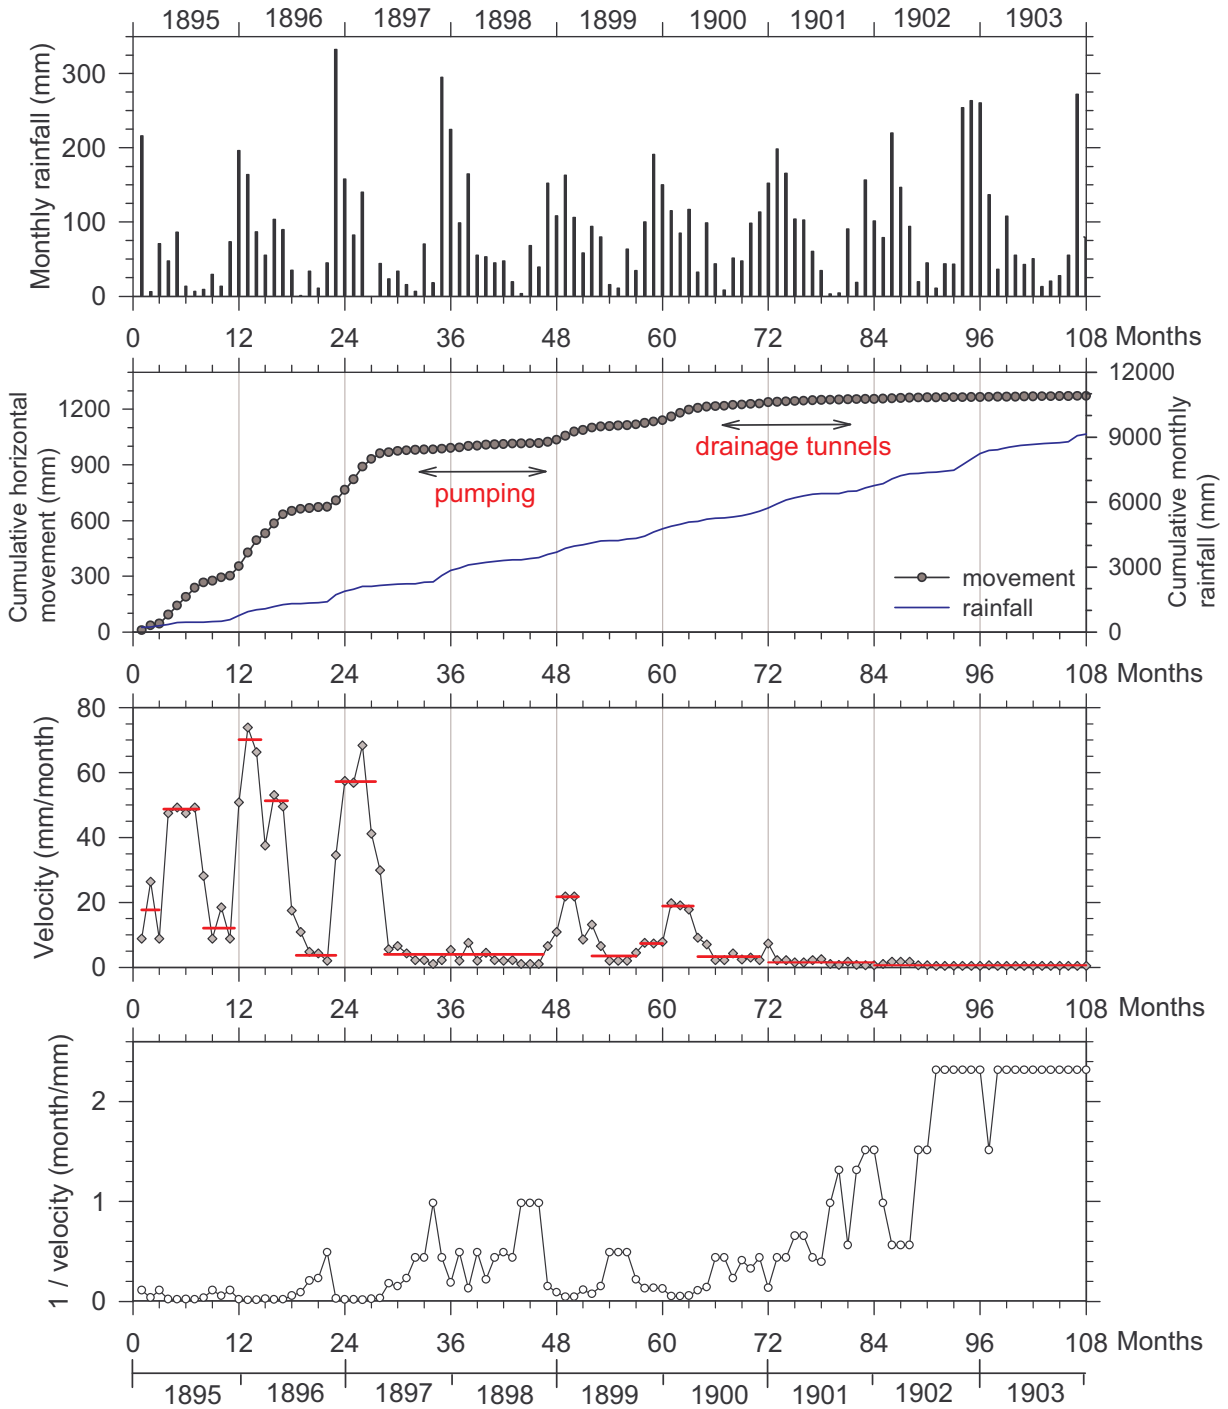 1895 1896 1897 1898 1899 1900 1901 1902 1903
Monthly rainfall (mm)
300
200
100
0
0 12 24 36 48 60 72 84 96 108 Months
Cumulative horizontal
movement (mm)
1200
900
600
300
0
12000
9000
6000
3000
0
Cumulative monthly
rainfall (mm)
drainage tunnels
pumping
movement
rainfall
0 12 24 36 48 60 72 84 96 108 Months
Velocity (mm/month)
80
60
40
20
0
0 12 24 36 48 60 72 84 96 108 Months
1 / velocity (month/mm)
2
1
0
0 12 24 36 48 60 72 84 96 108 Months
1895 1896 1897 1898 1899 1900 1901 1902 1903